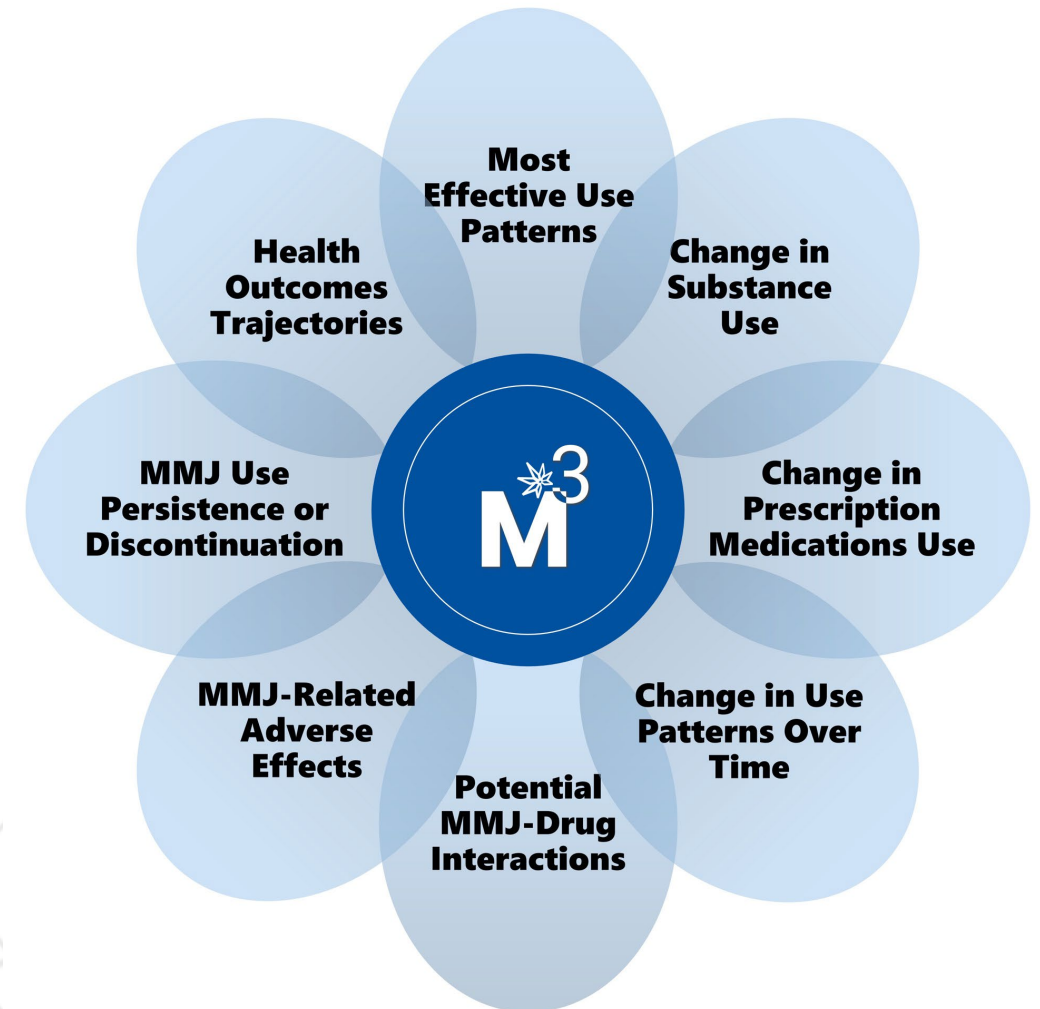 Most
Effective Use
Patterns
Change in
Substance
Use
Change in
Prescription
Medications Use
Change in Use
Patterns Over
Time
Potential
MMJ-Drug
Interactions
MMJ-Related
Adverse
Effects
MMJ Use
Persistence or
Discontinuation
Health
Outcomes
Trajectories
M3